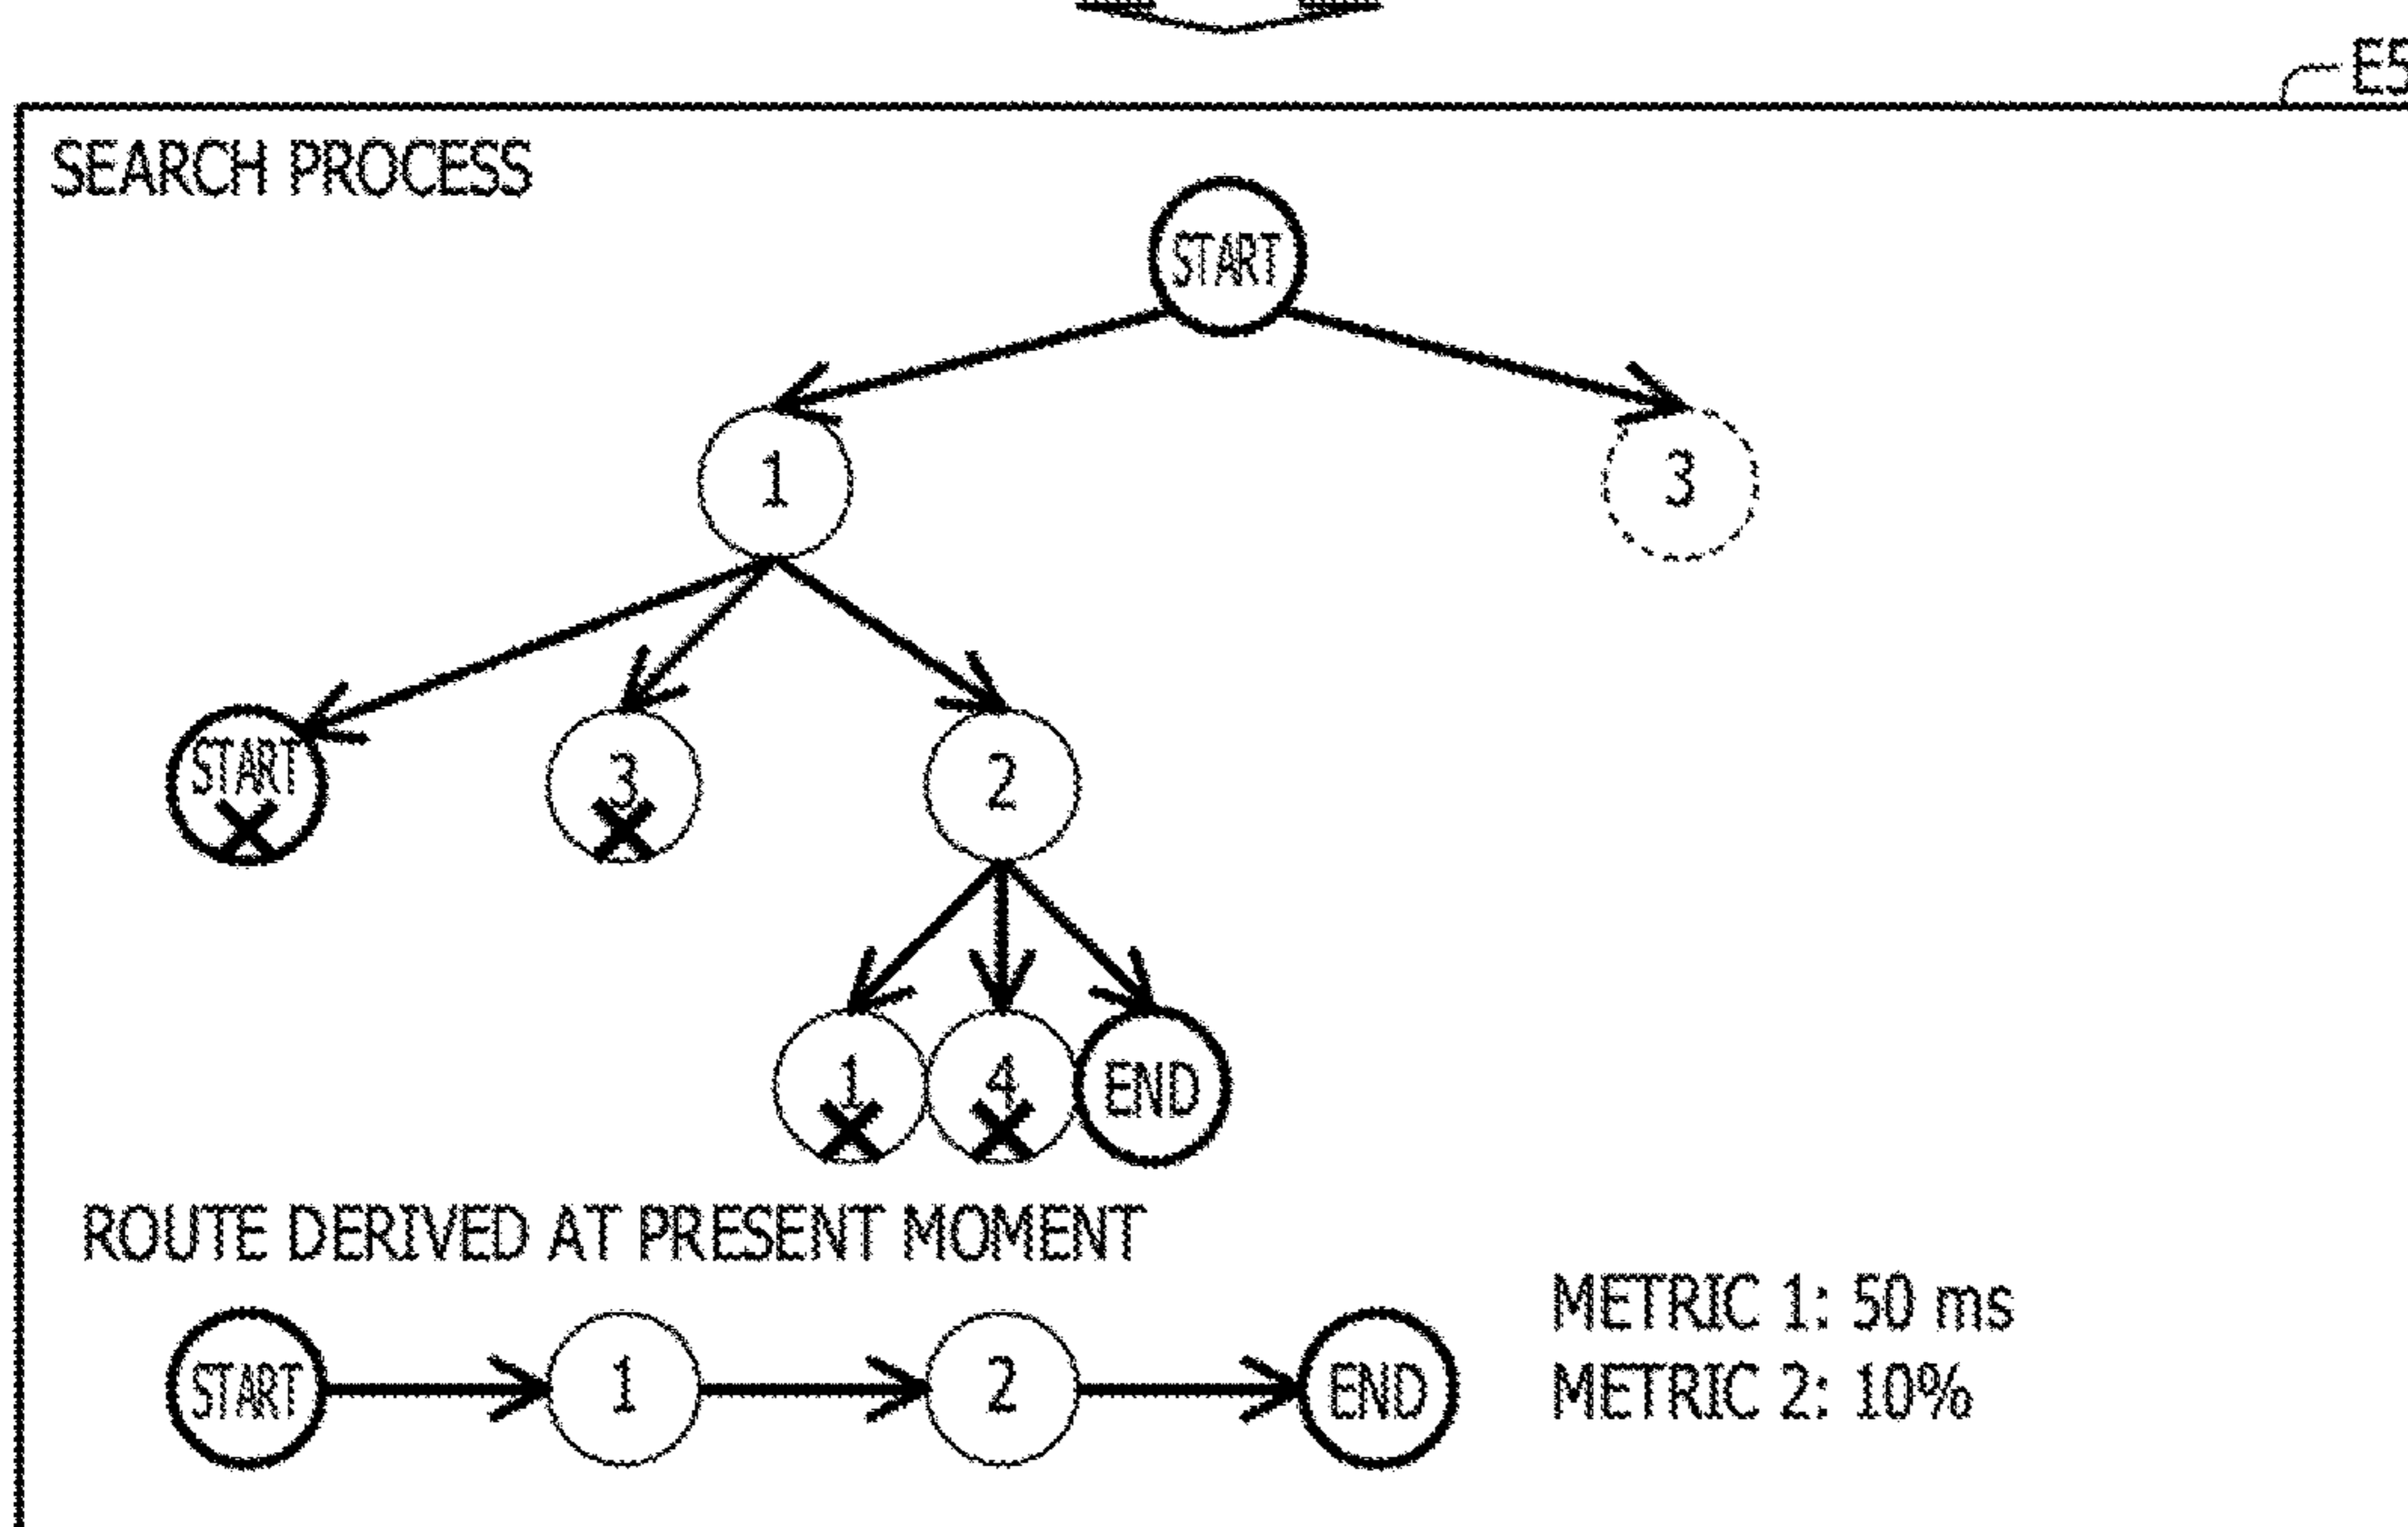 E5
SEARCH PROCESS
START
1
3
START
3
2
1
4
END
ROUTE DERIVED AT PRESENT MOMENT
START
1
2
END
METRIC 1: 50 ms
METRIC 2: 10%